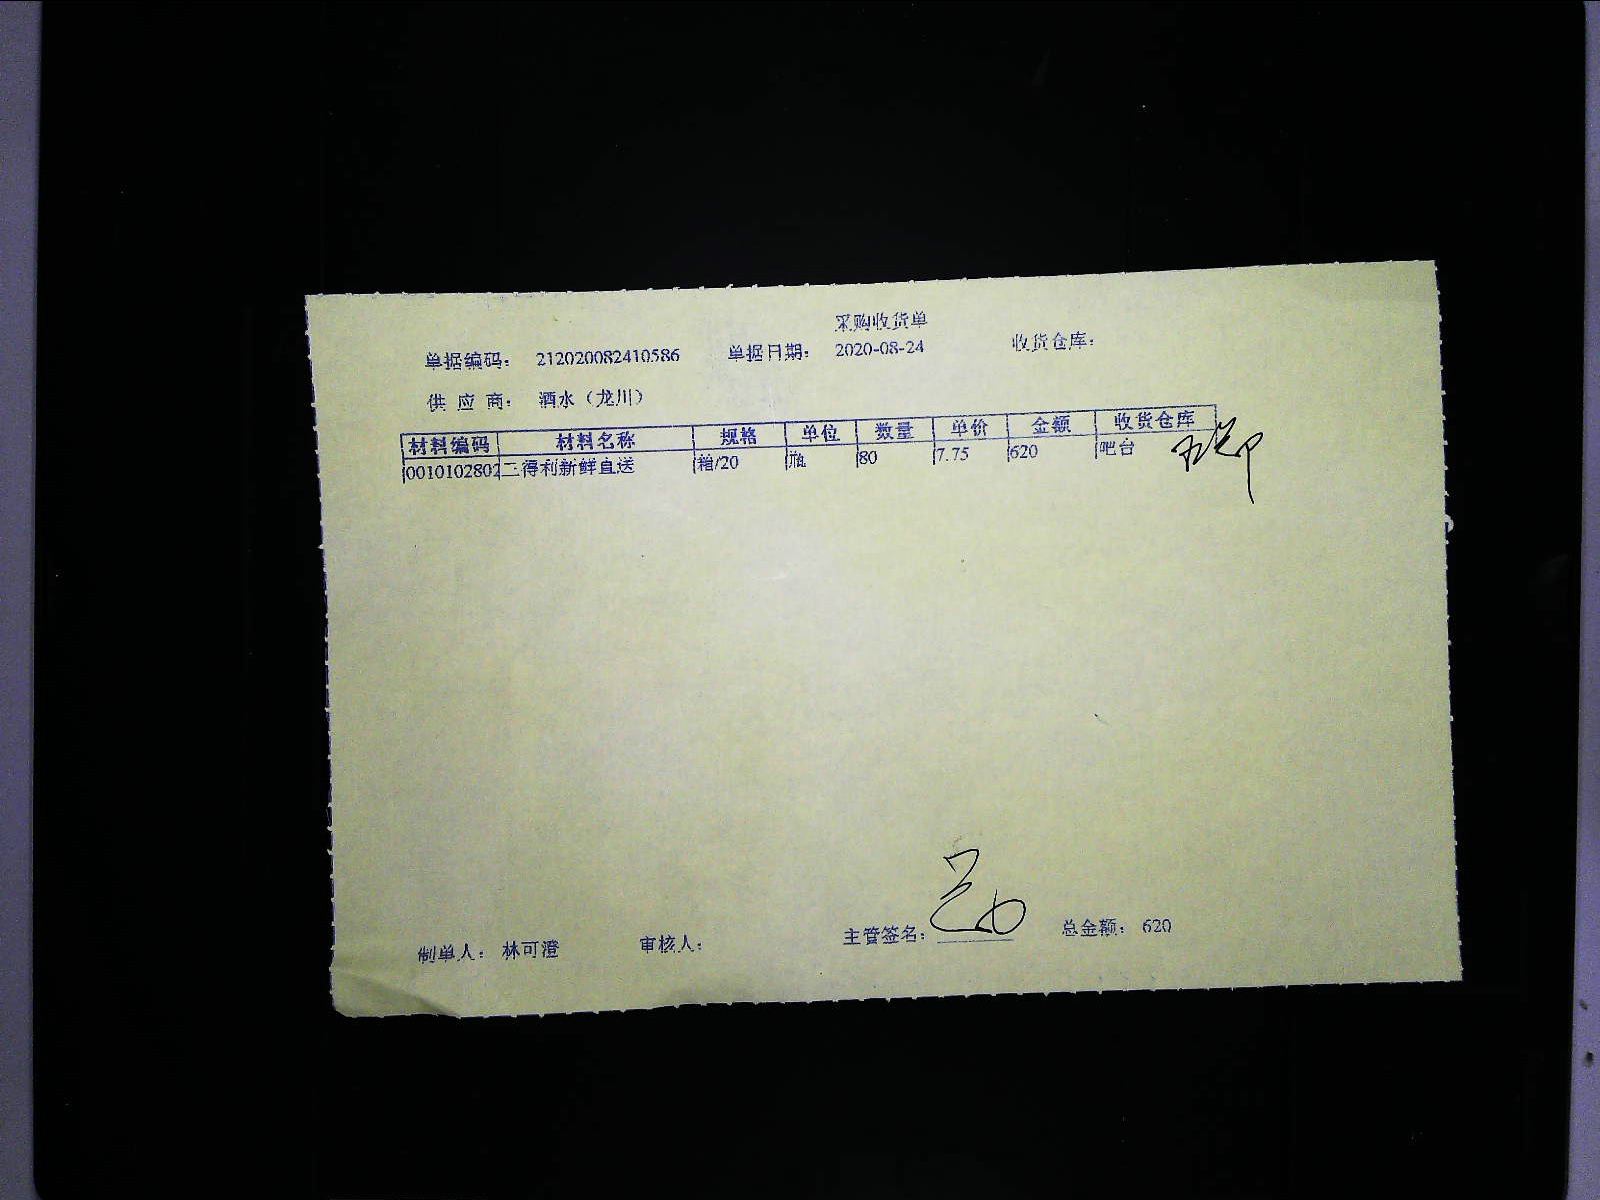 采购收货单
单据编码： 212020082410586 单据日期： 2020-08-24 收货仓库：
供 应 商： 酒水（龙川）
材料编码 材料名称 规格 单位 数量 单价 金额 收货仓库
0010102802 三得利新鲜直送 箱/20 瓶 80 7.75 620 吧台
制单人： 林可澄 审核人： 主管签名： 总金额： 620